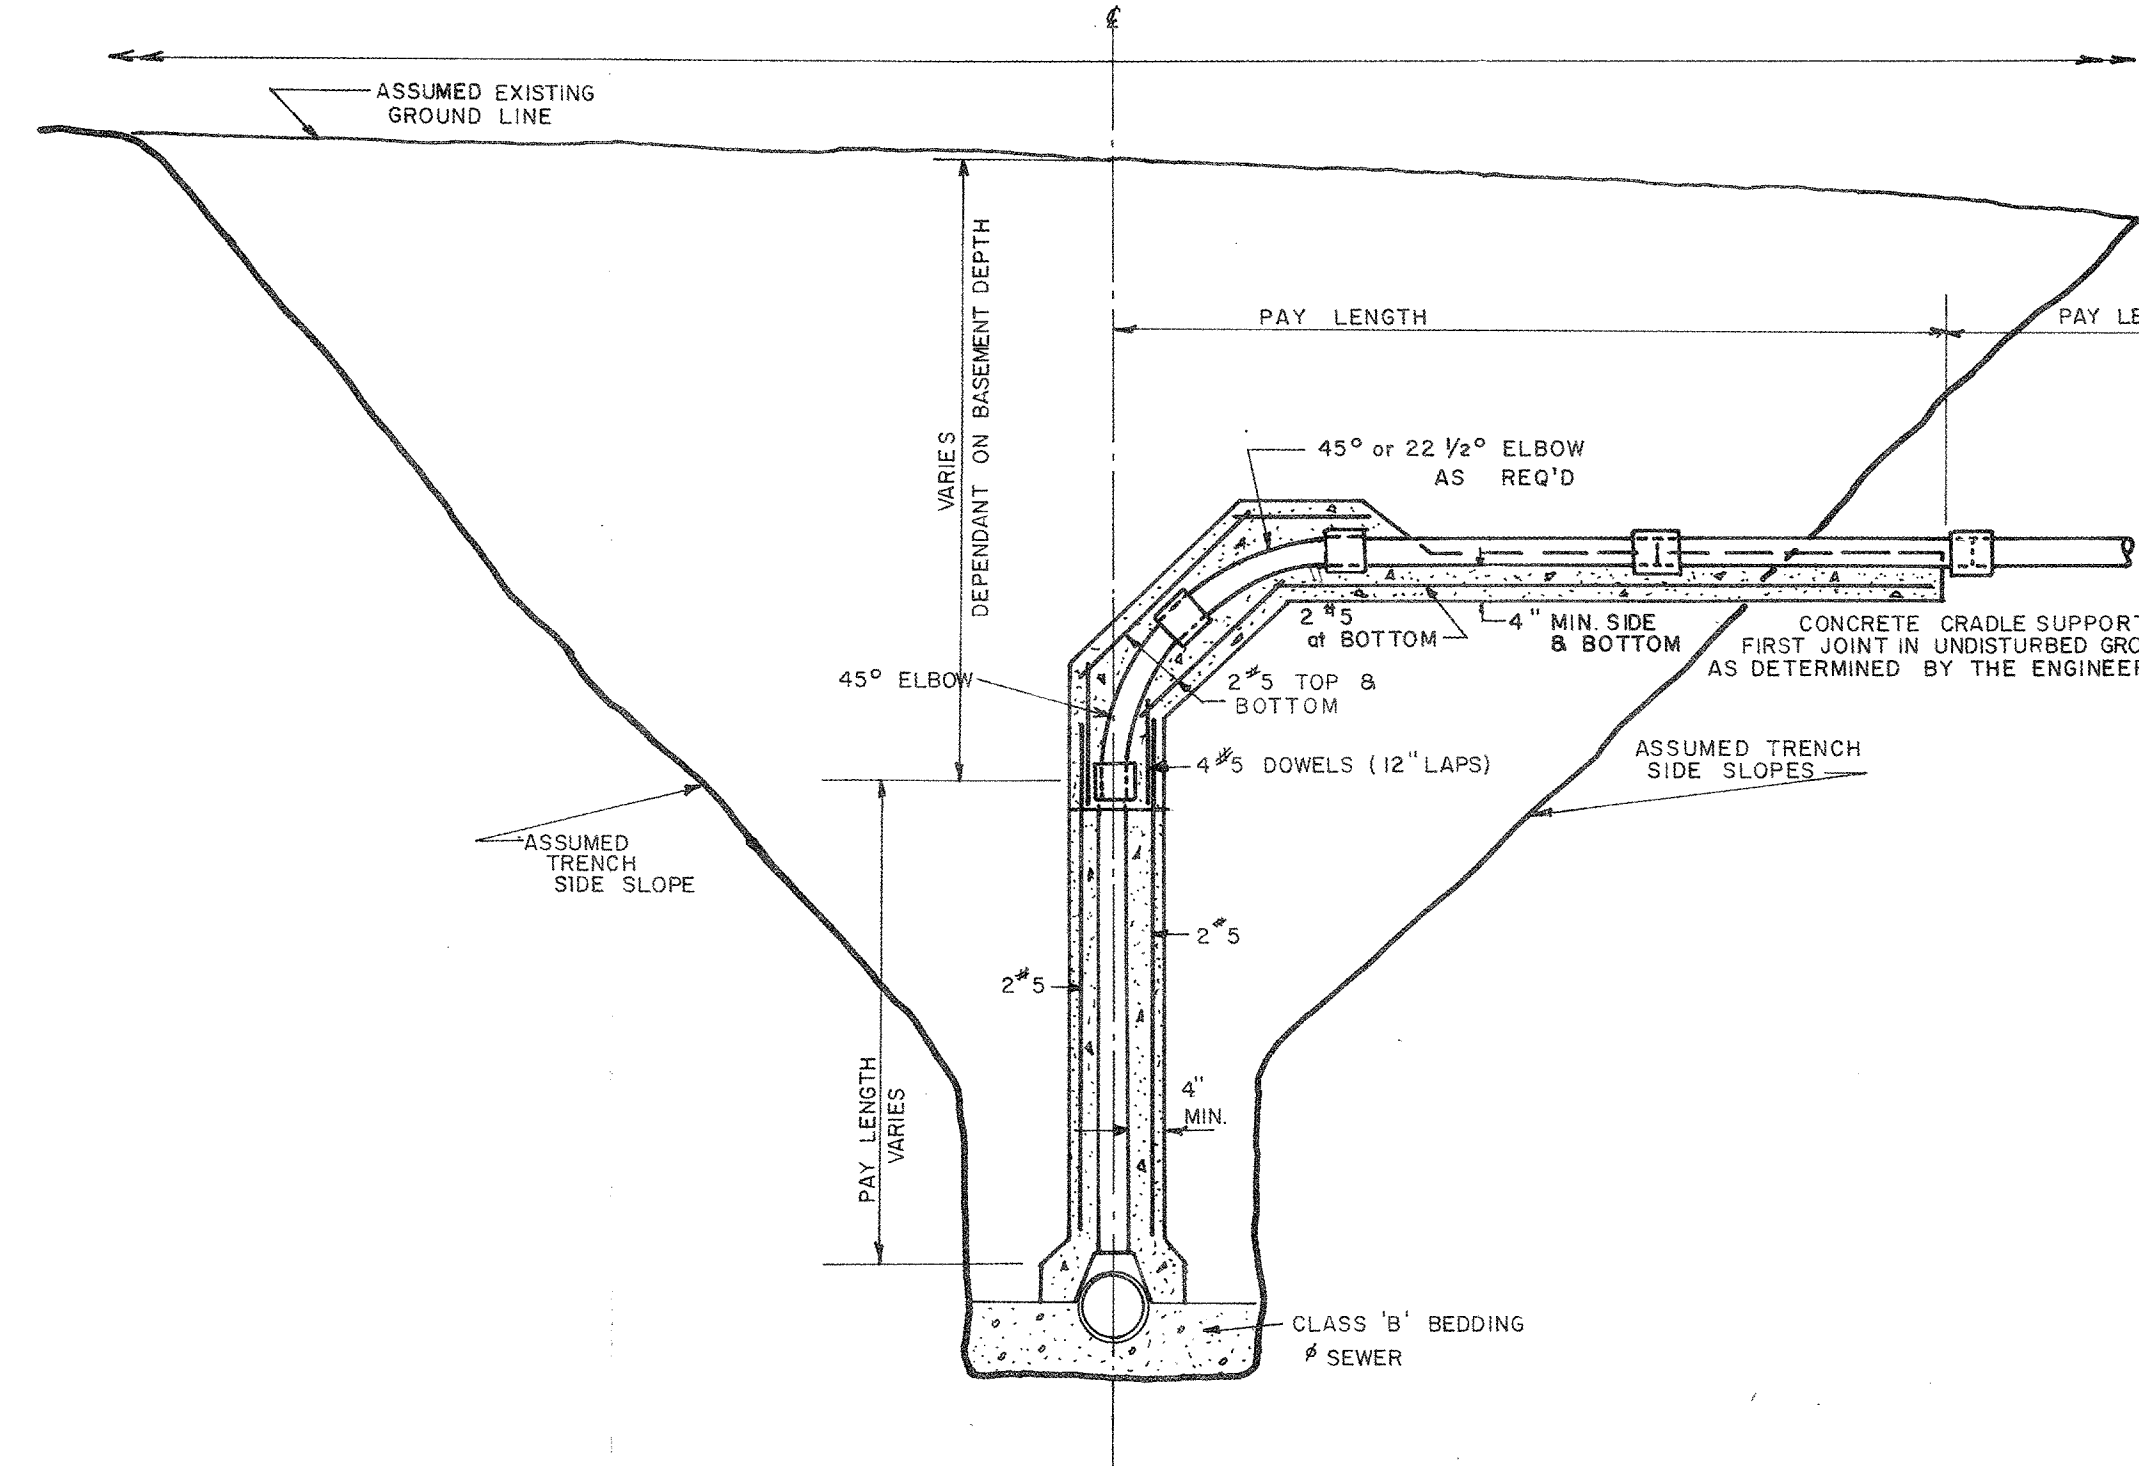 ℄
ASSUMED EXISTING
GROUND LINE
VARIES
DEPENDANT ON BASEMENT DEPTH
PAY LENGTH
PAY LE
45° or 22 1/2° ELBOW
AS REQ'D
2 #5
at BOTTOM
4" MIN. SIDE
& BOTTOM
CONCRETE CRADLE SUPPORT
FIRST JOINT IN UNDISTURBED GRO
AS DETERMINED BY THE ENGINEER
45° ELBOW
2 #5 TOP &
BOTTOM
4 #5 DOWELS (12" LAPS)
ASSUMED TRENCH
SIDE SLOPES
ASSUMED
TRENCH
SIDE SLOPE
2 #5
2 #5
PAY LENGTH
VARIES
4"
MIN.
CLASS 'B' BEDDING
∮ SEWER